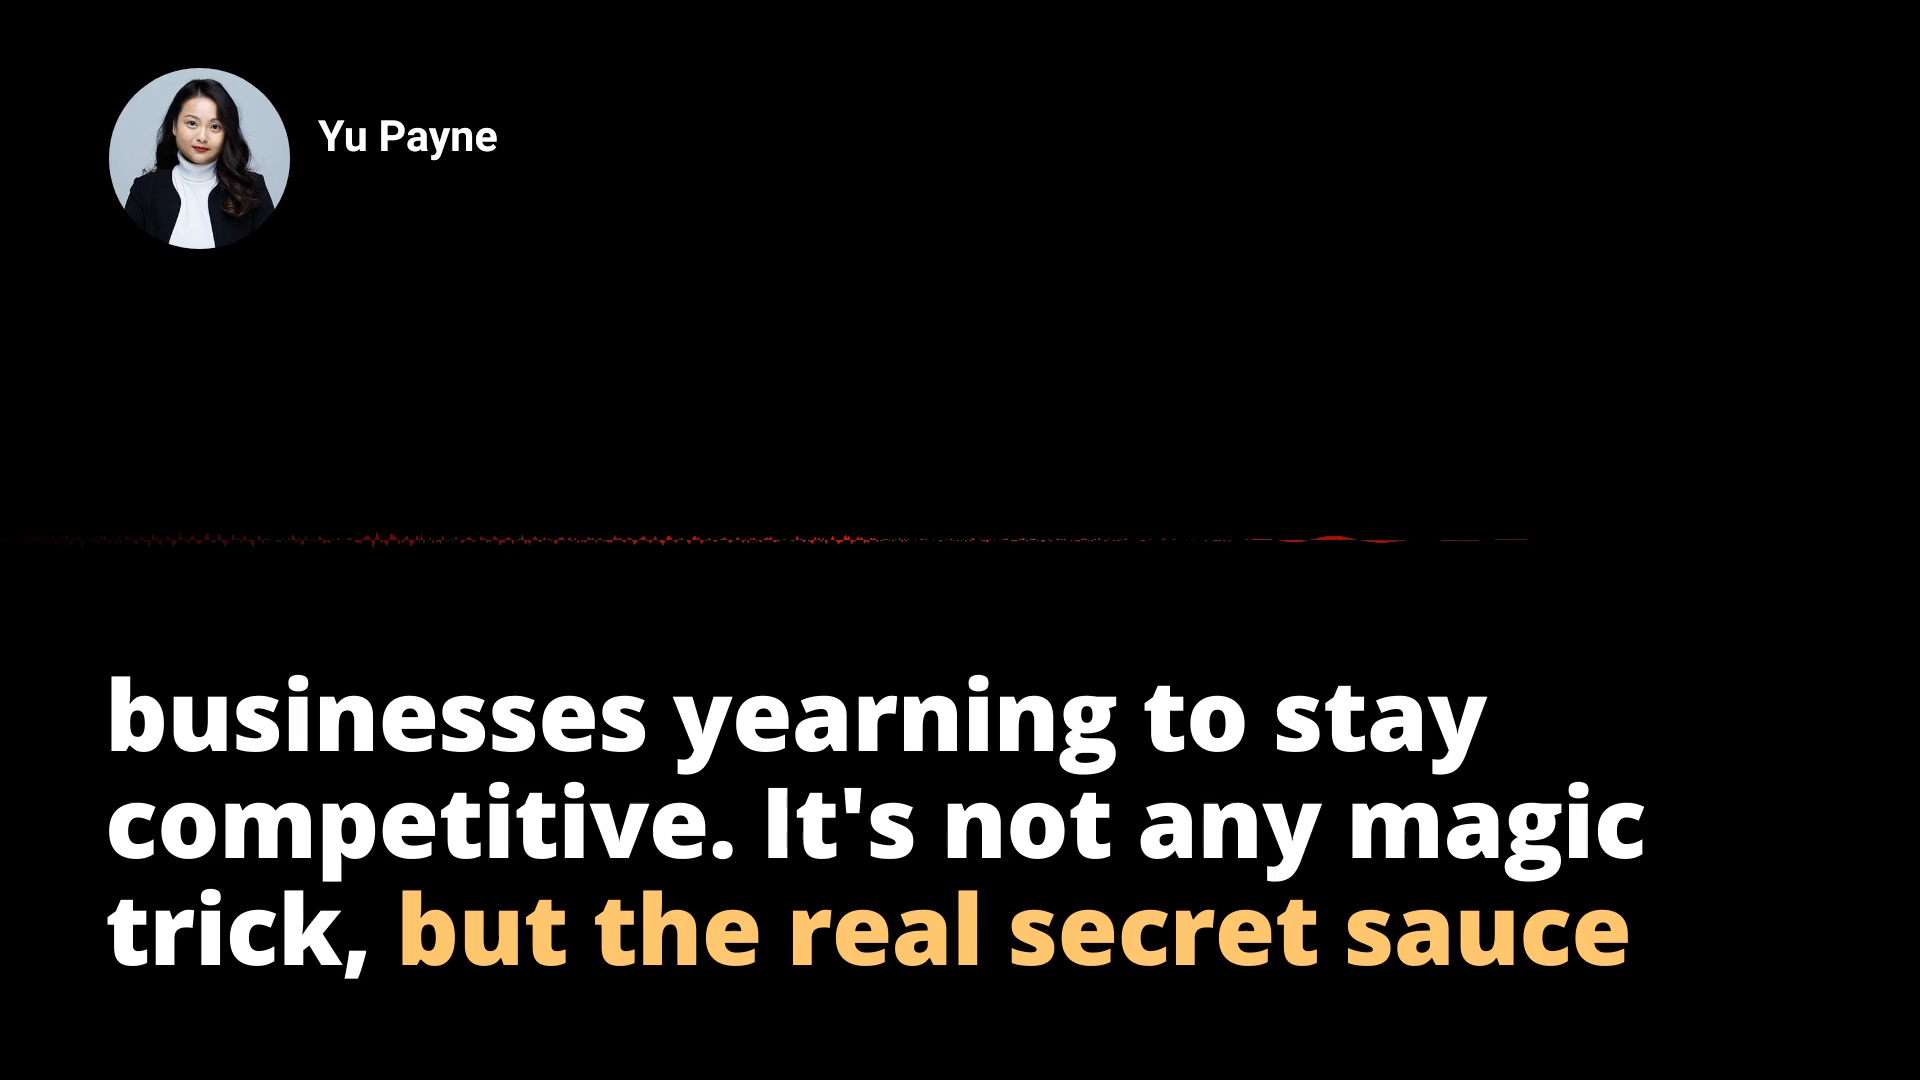 Yu Payne
businesses yearning to stay
competitive. It's not any magic
trick, but the real secret sauce